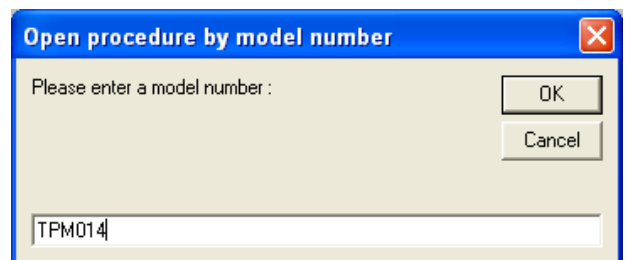 Open procedure by model number
Please enter a model number :
OK
Cancel
TPM014